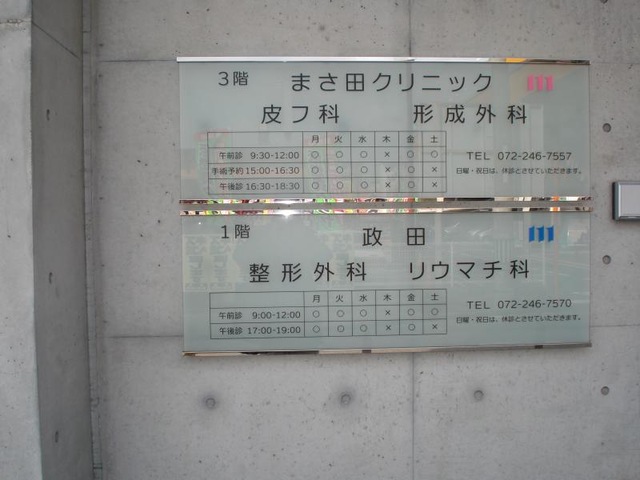 3階 まさ田クリニック
皮フ科 形成外科
月 火 水 木 金 土
午前診 9:30-12:00 ○ ○ ○ × ○ ○
手術予約 15:00-16:30 ○ ○ ○ × ○ ×
午後診 16:30-18:30 ○ ○ ○ × ○ ×
TEL 072-246-7557
日曜・祝日は、休診とさせていただきます。
1階 政田
整形外科 リウマチ科
月 火 水 木 金 土
午前診 9:00-12:00 ○ ○ ○ × ○ ○
午後診 17:00-19:00 ○ ○ ○ × ○ ×
TEL 072-246-7570
日曜・祝日は、休診とさせていただきます。